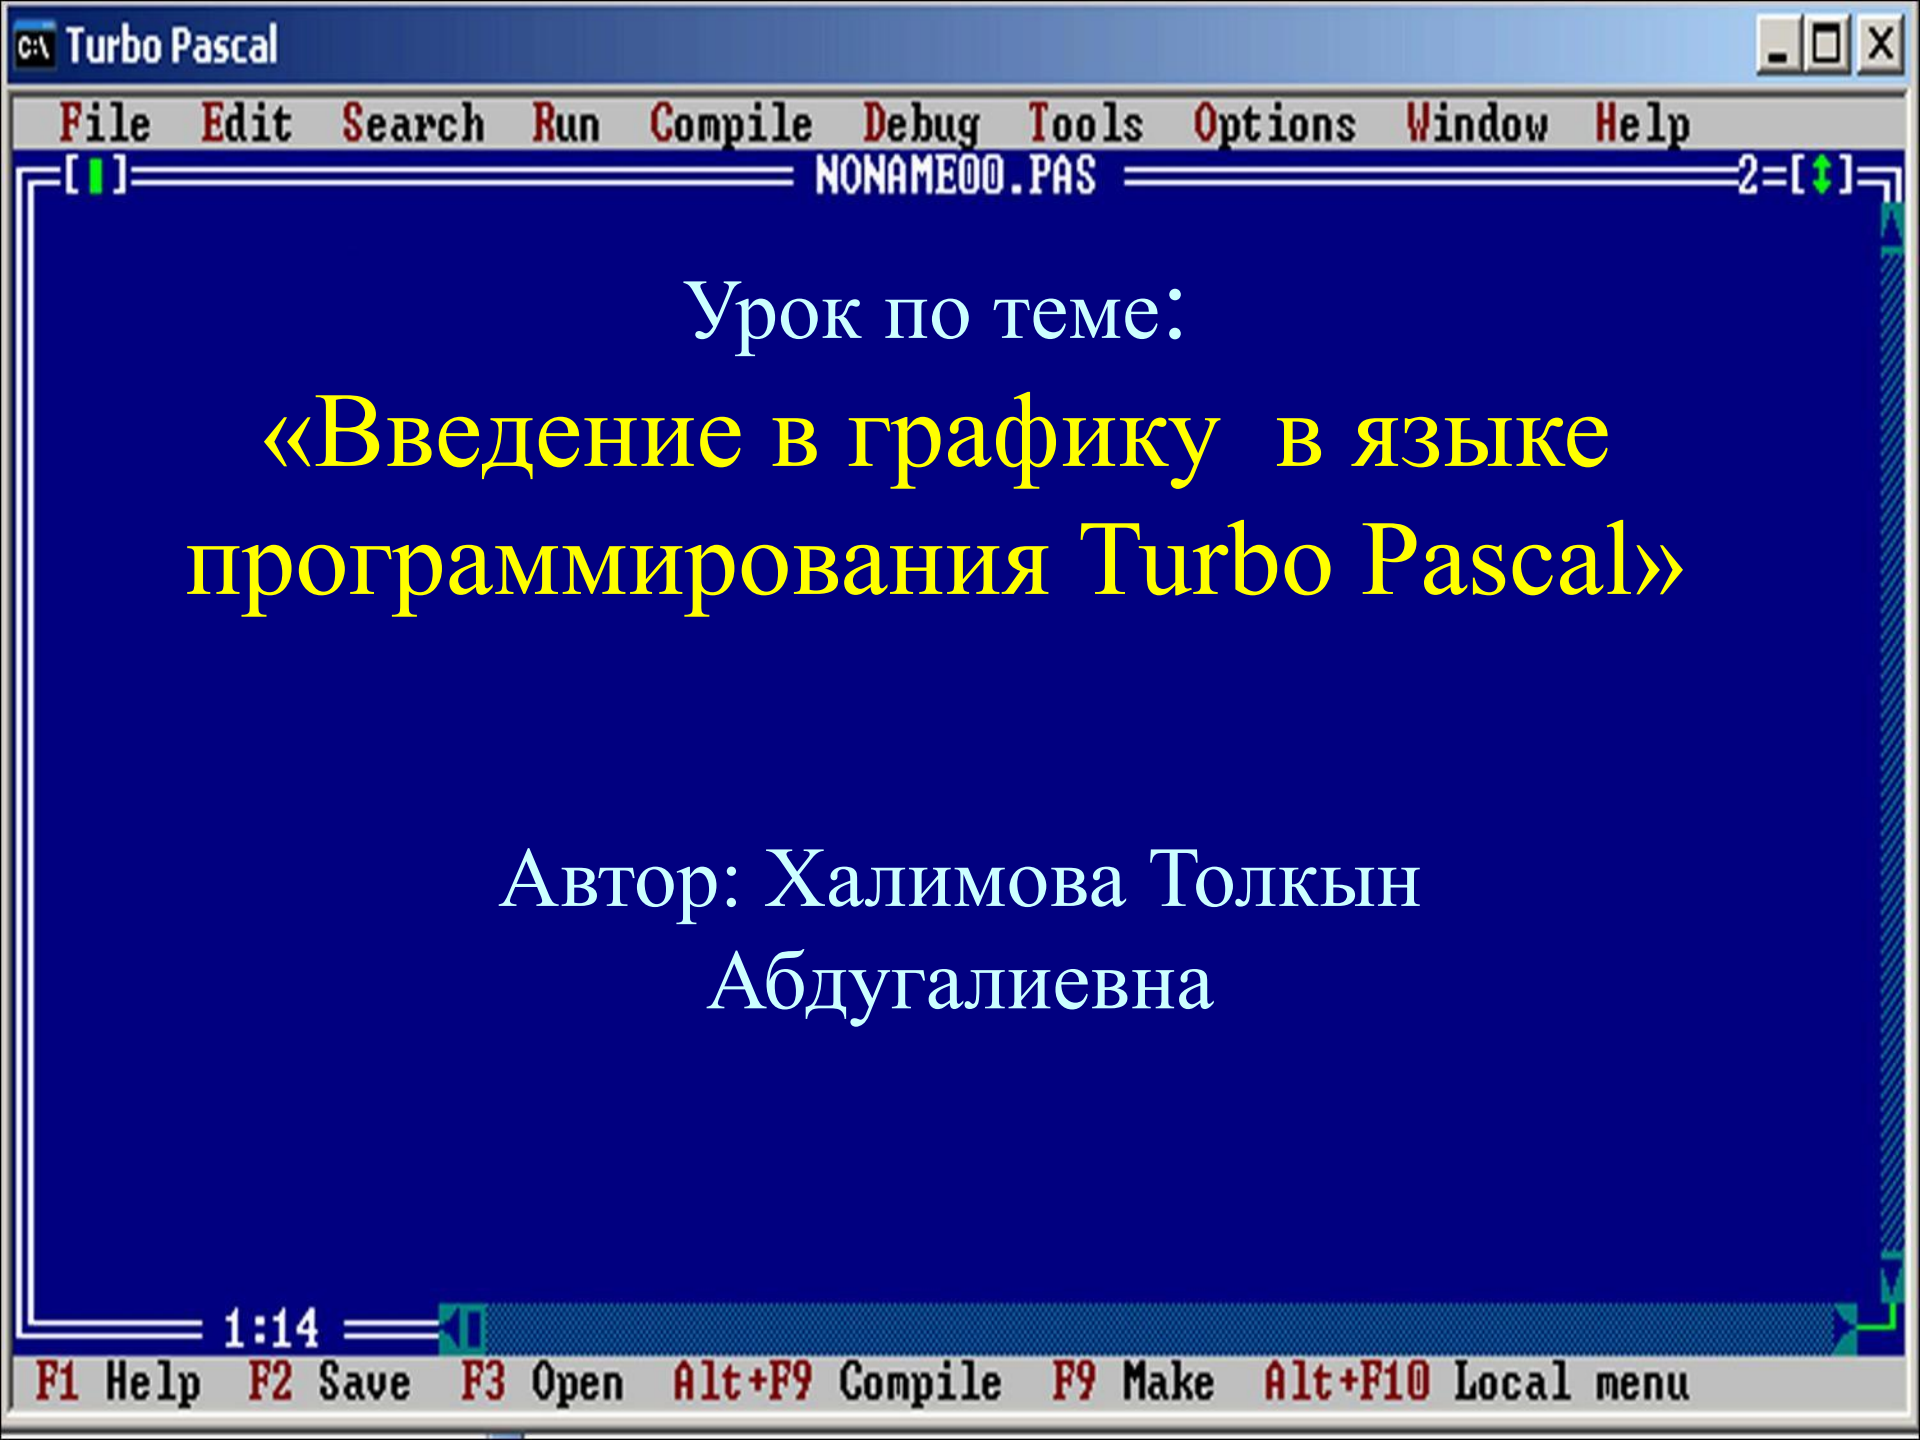 Turbo Pascal
File Edit Search Run Compile Debug Tools Options Window Help
NONAME00.PAS 2
Урок по теме:
«Введение в графику в языке
программирования Turbo Pascal»
Автор: Халимова Толкын
Абдугалиевна
1:14
F1 Help F2 Save F3 Open Alt+F9 Compile F9 Make Alt+F10 Local menu